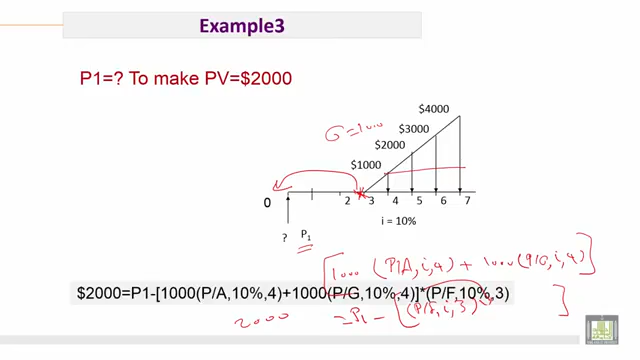 Example3
P1=? To make PV=$2000
$4000
G=1000
$3000
$2000
$1000
0 2 3 4 5 6 7
i = 10%
? P1
1000 (P/A,i,4) + 1000(P/G,i,4)
$2000=P1-[1000(P/A,10%,4)+1000(P/G,10%,4)]*(P/F,10%,3)
2000 =P1 - [(P/F,i,3) ]